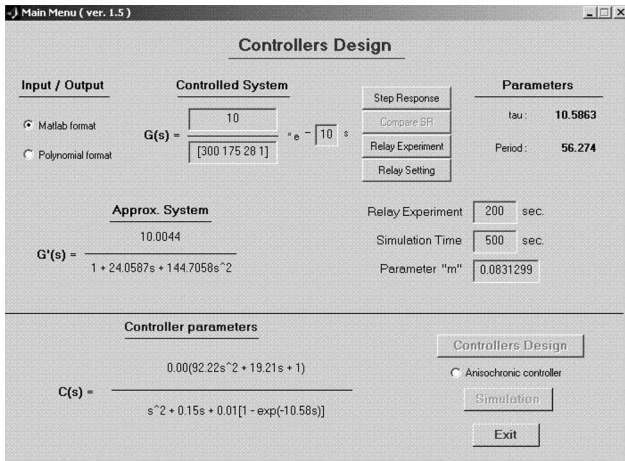 Main Menu ( ver. 1.5 )
Controllers Design
Input / Output
Matlab format
Polynomial format
Controlled System
G(s) =
10
[300 175 28 1]
* e - 10 s
Step Response
Compare SR
Relay Experiment
Relay Setting
Parameters
tau : 10.5863
Period : 56.274
Approx. System
G'(s) =
10.0044
1 + 24.0587s + 144.7058s^2
Relay Experiment 200 sec.
Simulation Time 500 sec.
Parameter "m" 0.0831299
Controller parameters
C(s) =
0.00(92.22s^2 + 19.21s + 1)
s^2 + 0.15s + 0.01[1 - exp(-10.58s)]
Controllers Design
Anisochronic controller
Simulation
Exit